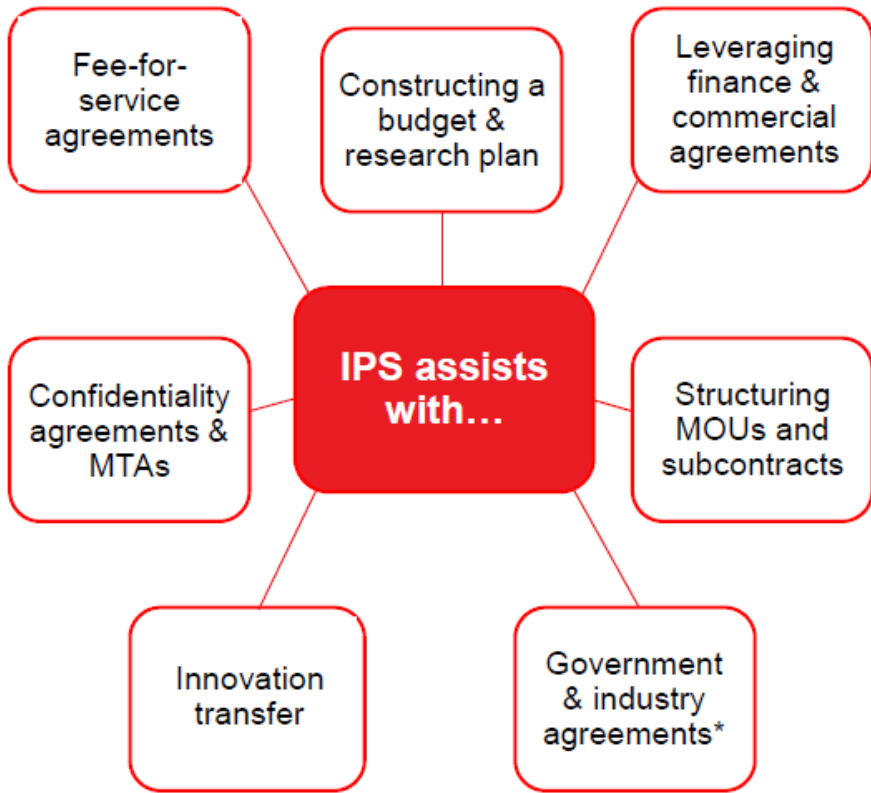 Fee-for-
service
agreements
Constructing a
budget &
research plan
Leveraging
finance &
commercial
agreements
IPS assists
with…
Confidentiality
agreements &
MTAs
Structuring
MOUs and
subcontracts
Innovation
transfer
Government
& industry
agreements*